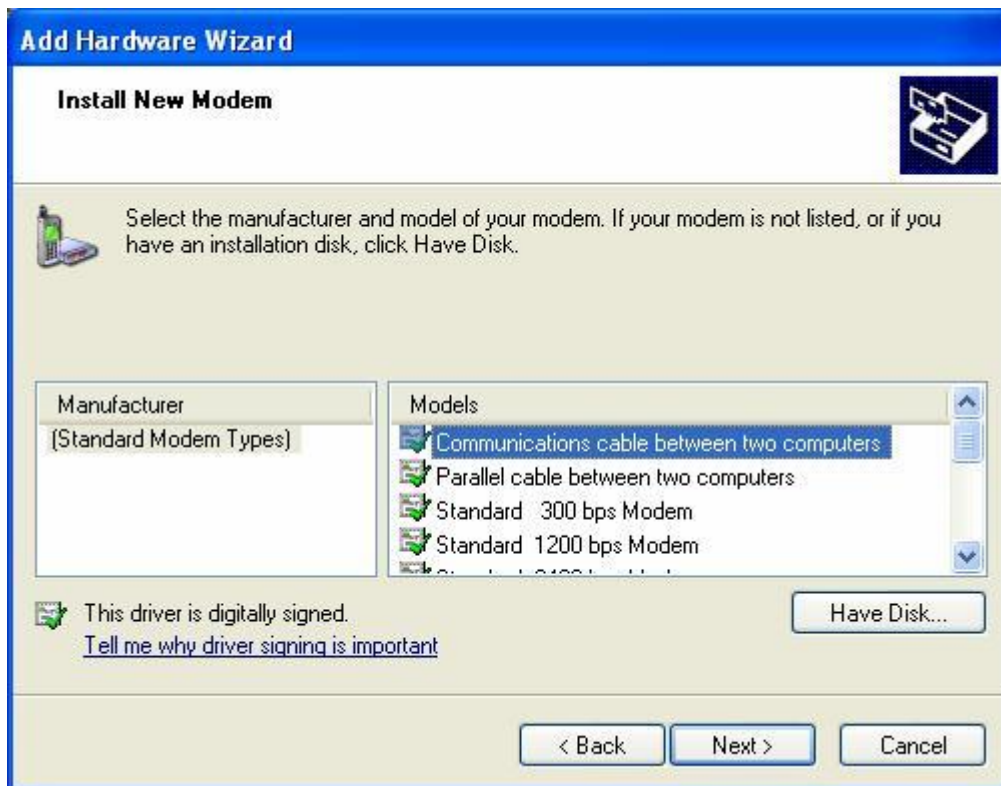 Add Hardware Wizard
Install New Modem
Select the manufacturer and model of your modem. If your modem is not listed, or if you
have an installation disk, click Have Disk.
Manufacturer
Models
(Standard Modem Types)
Communications cable between two computers
Parallel cable between two computers
Standard 300 bps Modem
Standard 1200 bps Modem
This driver is digitally signed.
Have Disk...
Tell me why driver signing is important
< Back
Next >
Cancel